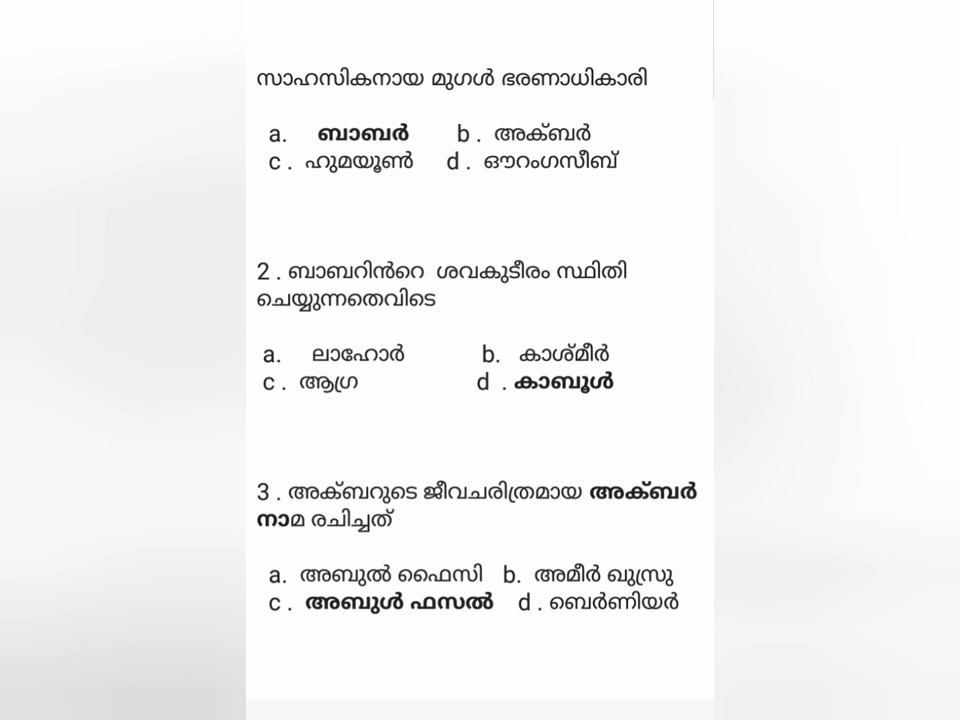 സാഹസികനായ മുഗൾ ഭരണാധികാരി
a. ബാബർ b . അക്ബർ
c . ഹുമയൂൺ d . ഔറംഗസീബ്
2 . ബാബറിൻറെ ശവകുടീരം സ്ഥിതി
ചെയ്യുന്നതെവിടെ
a. ലാഹോർ b. കാശ്മീർ
c . ആഗ്ര d . കാബൂൾ
3 . അക്ബറുടെ ജീവചരിത്രമായ അക്ബർ
നാമ രചിച്ചത്
a. അബുൽ ഫൈസി b. അമീർ ഖുസ്രു
c . അബുൾ ഫസൽ d . ബെർണിയർ